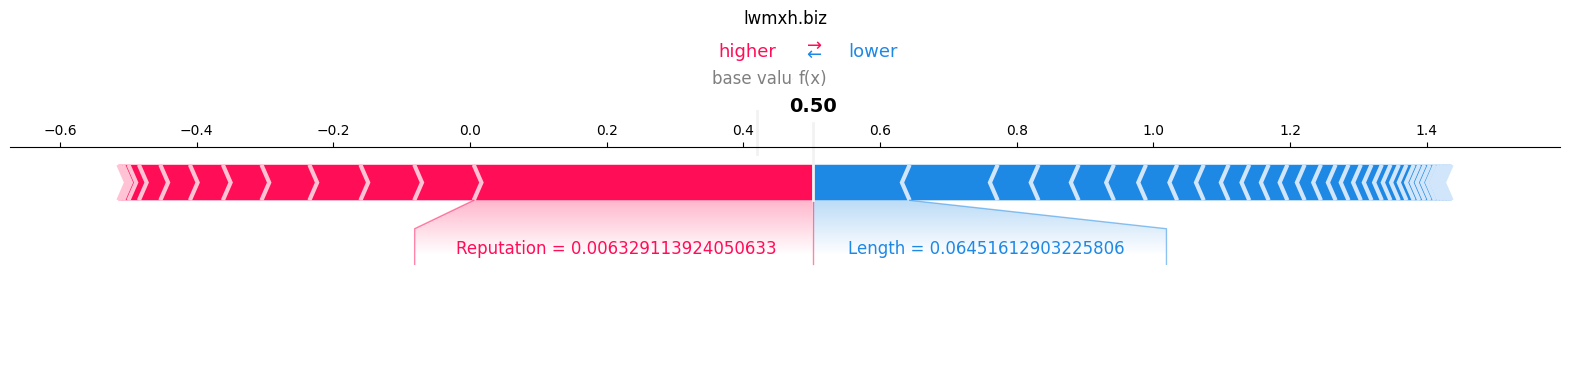 lwmxh.biz
higher ⇄ lower
base valu f(x)
0.50
−0.6 −0.4 −0.2 0.0 0.2 0.4 0.6 0.8 1.0 1.2 1.4
Reputation = 0.006329113924050633 Length = 0.06451612903225806